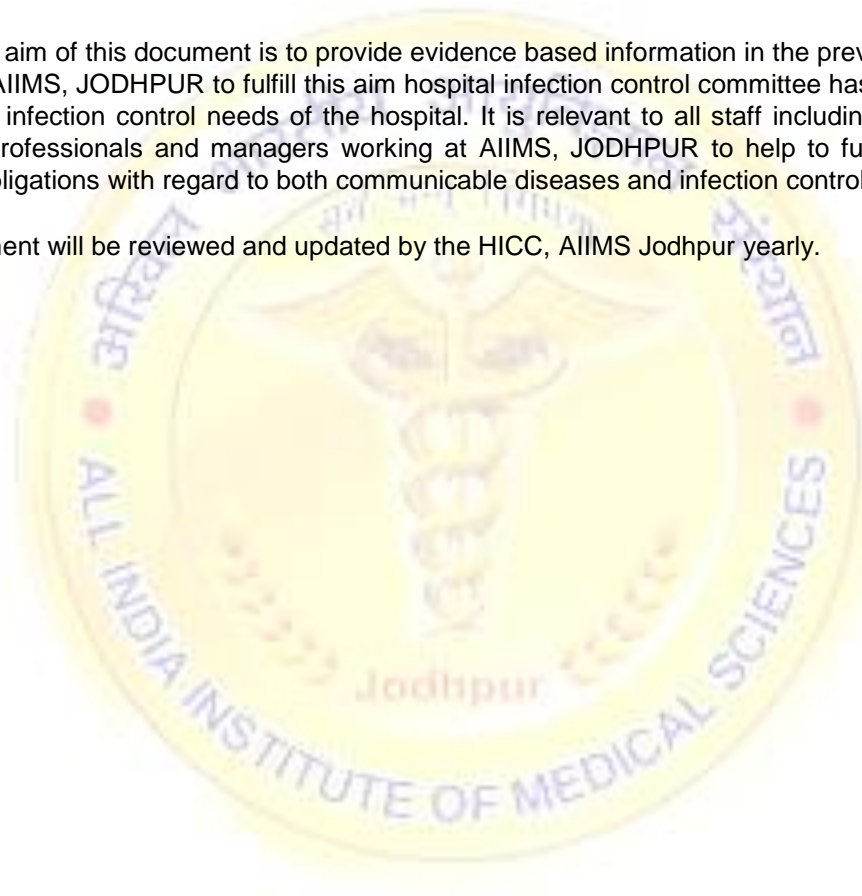 aim of this document is to provide evidence based information in the prev
AIIMS, JODHPUR to fulfill this aim hospital infection control committee has
infection control needs of the hospital. It is relevant to all staff includin
rofessionals and managers working at AIIMS, JODHPUR to help to fu
ligations with regard to both communicable diseases and infection control
ent will be reviewed and updated by the HICC, AIIMS Jodhpur yearly.
अखिल भारतीय आयुर्विज्ञान संस्थान
ALL INDIA INSTITUTE OF MEDICAL SCIENCES
Jodhpur